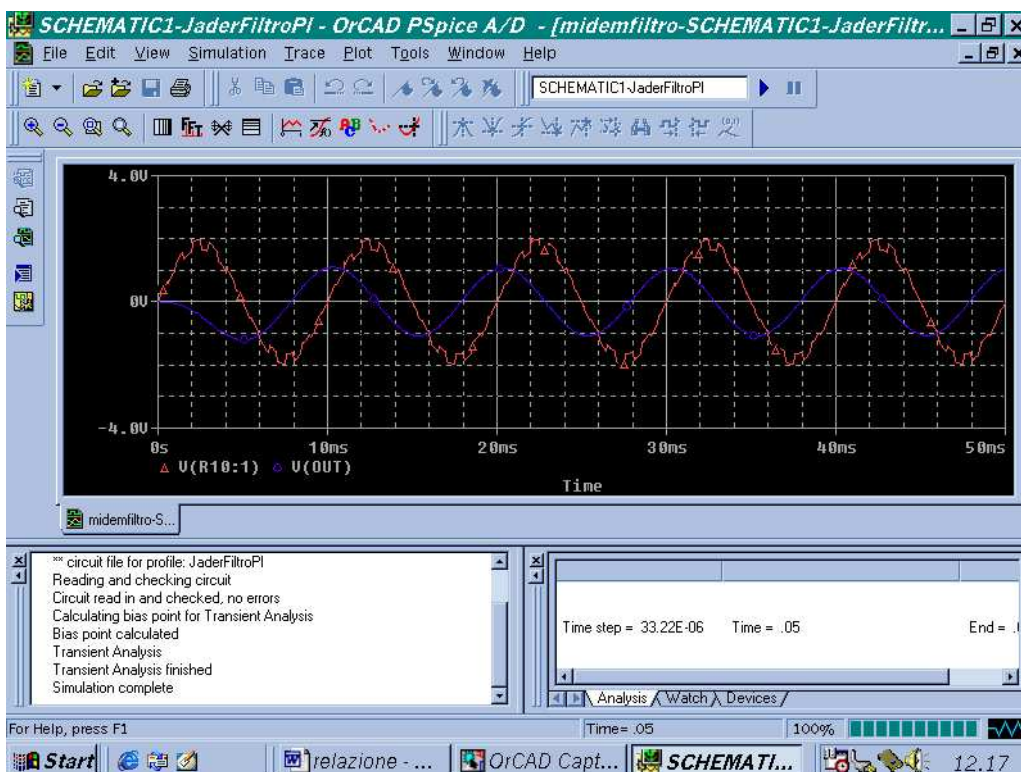 SCHEMATIC1-JaderFiltroPI - OrCAD PSpice A/D - [midemfiltro-SCHEMATIC1-JaderFiltr...
File Edit View Simulation Trace Plot Tools Window Help
SCHEMATIC1-JaderFiltroPI
FFT
4.0V
0V
-4.0V
0s 10ms 20ms 30ms 40ms 50ms
V(R10:1) V(OUT)
Time
midemfiltro-S...
** circuit file for profile: JaderFiltroPI
Reading and checking circuit
Circuit read in and checked, no errors
Calculating bias point for Transient Analysis
Bias point calculated
Transient Analysis
Transient Analysis finished
Simulation complete
Time step = 33.22E-06 Time = .05 End =
Analysis Watch Devices
For Help, press F1 Time= .05 100%
Start relazione - ... OrCAD Capt... SCHEMATI... 12.17